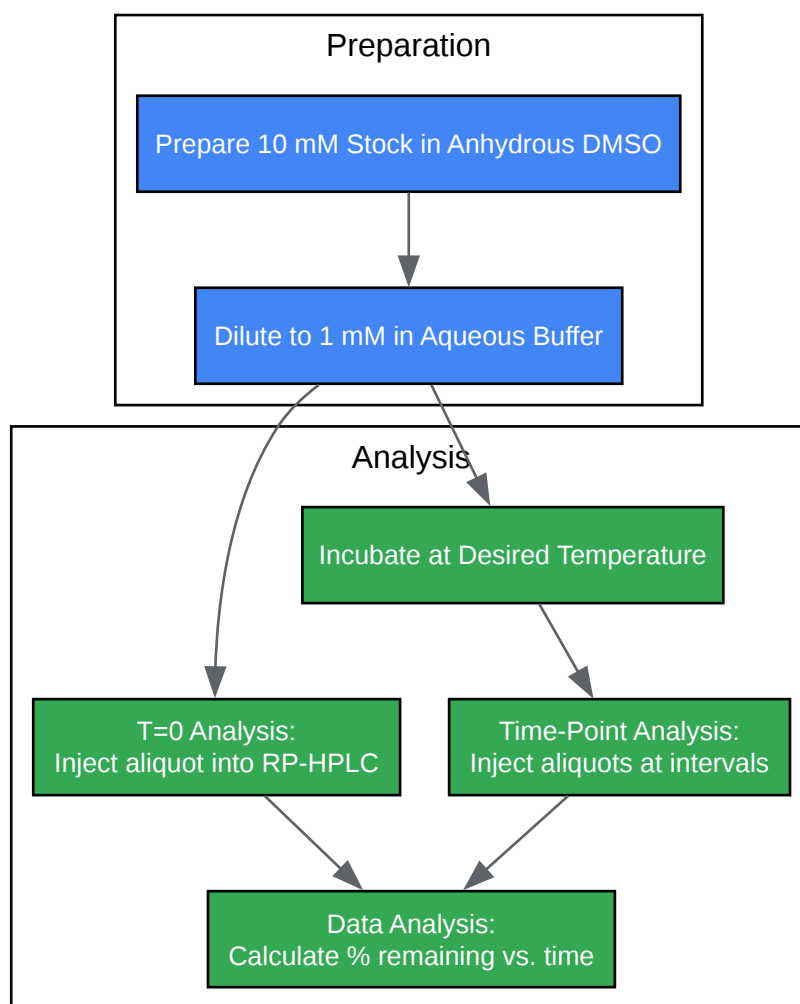 Preparation
Prepare 10 mM Stock in Anhydrous DMSO
Dilute to 1 mM in Aqueous Buffer
Analysis
Incubate at Desired Temperature
T=0 Analysis:
Inject aliquot into RP-HPLC
Time-Point Analysis:
Inject aliquots at intervals
Data Analysis:
Calculate % remaining vs. time